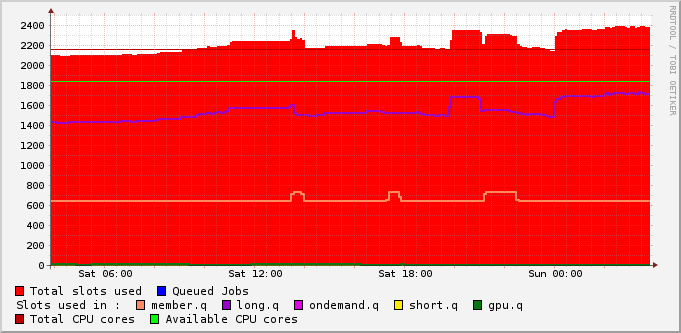 RRDTOOL / TOBI OETIKER
2400
2200
2000
1800
1600
1400
1200
1000
800
600
400
200
0
Sat 06:00 Sat 12:00 Sat 18:00 Sun 00:00
Total slots used Queued Jobs
Slots used in : member.q long.q ondemand.q short.q gpu.q
Total CPU cores Available CPU cores